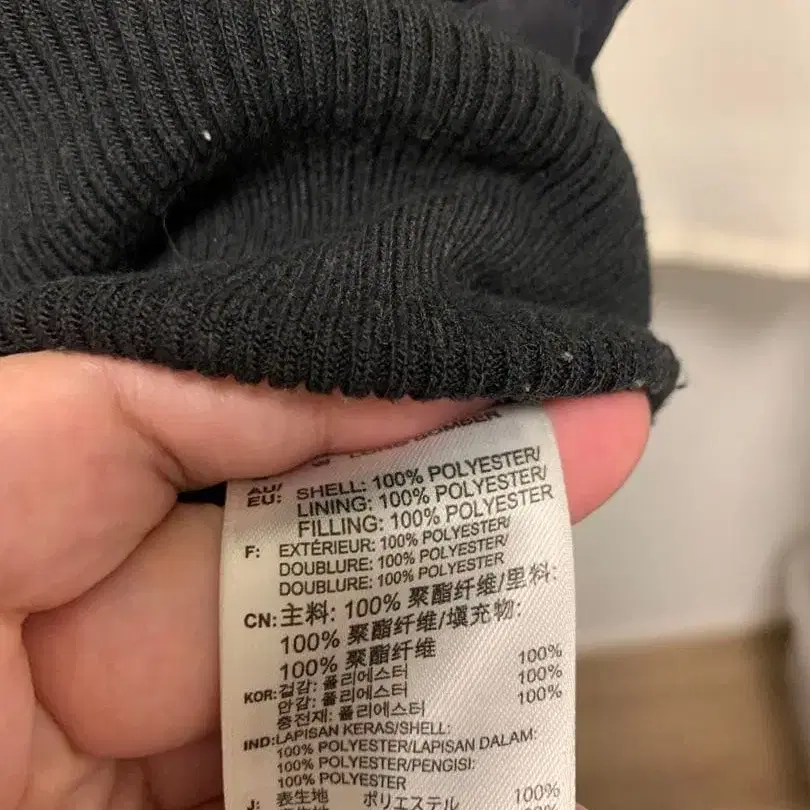 BOMBER
AU/
EU: SHELL: 100% POLYESTER/
LINING: 100% POLYESTER/
FILLING: 100% POLYESTER
F: EXTÉRIEUR: 100% POLYESTER/
DOUBLURE: 100% POLYESTER/
DOUBLURE: 100% POLYESTER
CN: 主料: 100% 聚酯纤维/里料:
100% 聚酯纤维/填充物:
100% 聚酯纤维
KOR: 겉감: 폴리에스터 100%
안감: 폴리에스터 100%
충전재: 폴리에스터 100%
IND: LAPISAN KERAS/SHELL:
100% POLYESTER/LAPISAN DALAM:
100% POLYESTER/PENGISI:
100% POLYESTER
J: 表生地 ポリエステル 100%